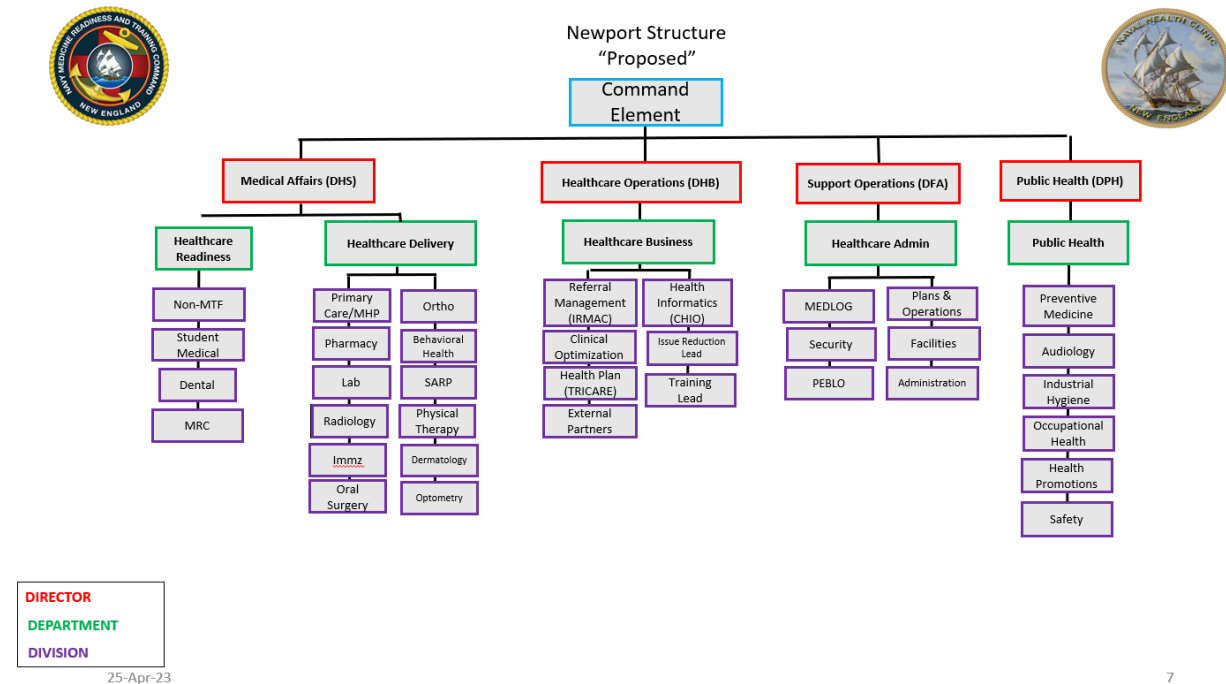 NAVY MEDICINE READINESS AND TRAINING COMMAND
NEW ENGLAND
Newport Structure
“Proposed”
NAVAL HEALTH CLINIC
NEW ENGLAND
Command
Element
Medical Affairs (DHS)
Healthcare Operations (DHB)
Support Operations (DFA)
Public Health (DPH)
Healthcare
Readiness
Healthcare Delivery
Healthcare Business
Healthcare Admin
Public Health
Non-MTF
Student
Medical
Dental
MRC
Primary
Care/MHP
Pharmacy
Lab
Radiology
Immz
Oral
Surgery
Ortho
Behavioral
Health
SARP
Physical
Therapy
Dermatology
Optometry
Referral
Management
(IRMAC)
Clinical
Optimization
Health Plan
(TRICARE)
External
Partners
Health
Informatics
(CHIO)
Issue Reduction
Lead
Training
Lead
MEDLOG
Security
PEBLO
Plans &
Operations
Facilities
Administration
Preventive
Medicine
Audiology
Industrial
Hygiene
Occupational
Health
Health
Promotions
Safety
DIRECTOR
DEPARTMENT
DIVISION
25-Apr-23
7